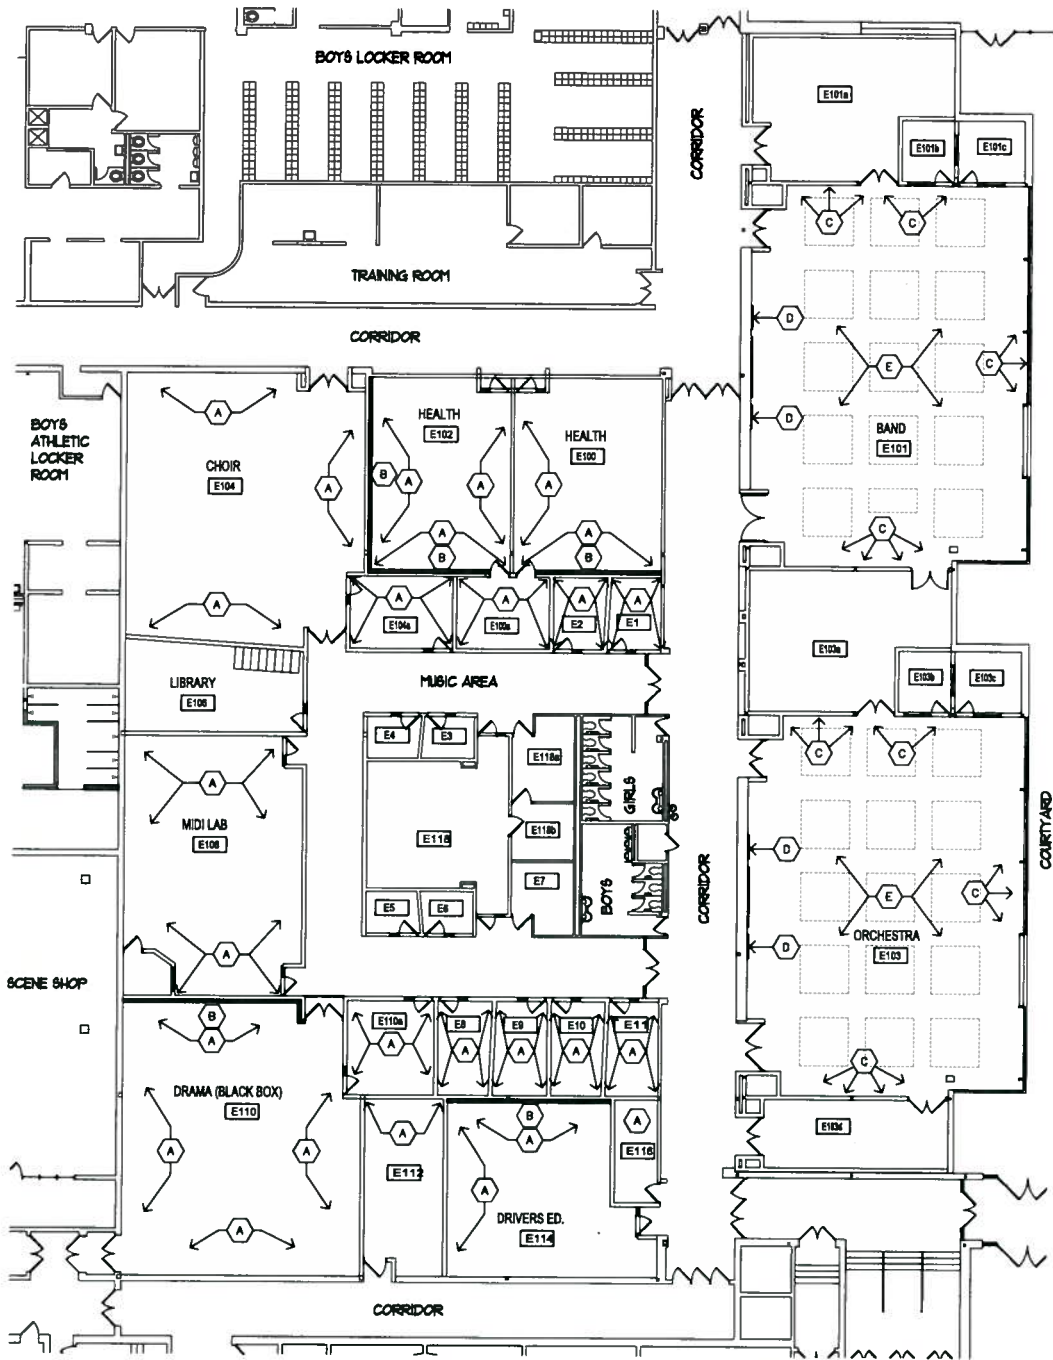 BOYS LOCKER ROOM
CORRIDOR
E101a
E101b
E101c
C
C
TRAINING ROOM
CORRIDOR
D
E
C
D
BAND
E101
C
BOYS
ATHLETIC
LOCKER
ROOM
A
CHOIR
E104
A
A
HEALTH
E102
B
A
A
A
B
HEALTH
E100
A
A
B
A
E104a
A
E100a
A
E2
A
E1
LIBRARY
E106
MUSIC AREA
E103a
E103b
E103c
E4
E3
E118a
GIRLS
C
C
A
MIDI LAB
E108
A
E118
E118b
E7
BOYS
E5
E6
CORRIDOR
D
E
C
D
ORCHESTRA
E103
C
COURTYARD
SCENE SHOP
B
A
DRAMA (BLACK BOX)
E110
A
A
A
E110a
A
E8
A
E9
A
E10
A
E11
A
A
E112
B
A
A
DRIVERS ED.
E114
A
E116
E103d
CORRIDOR